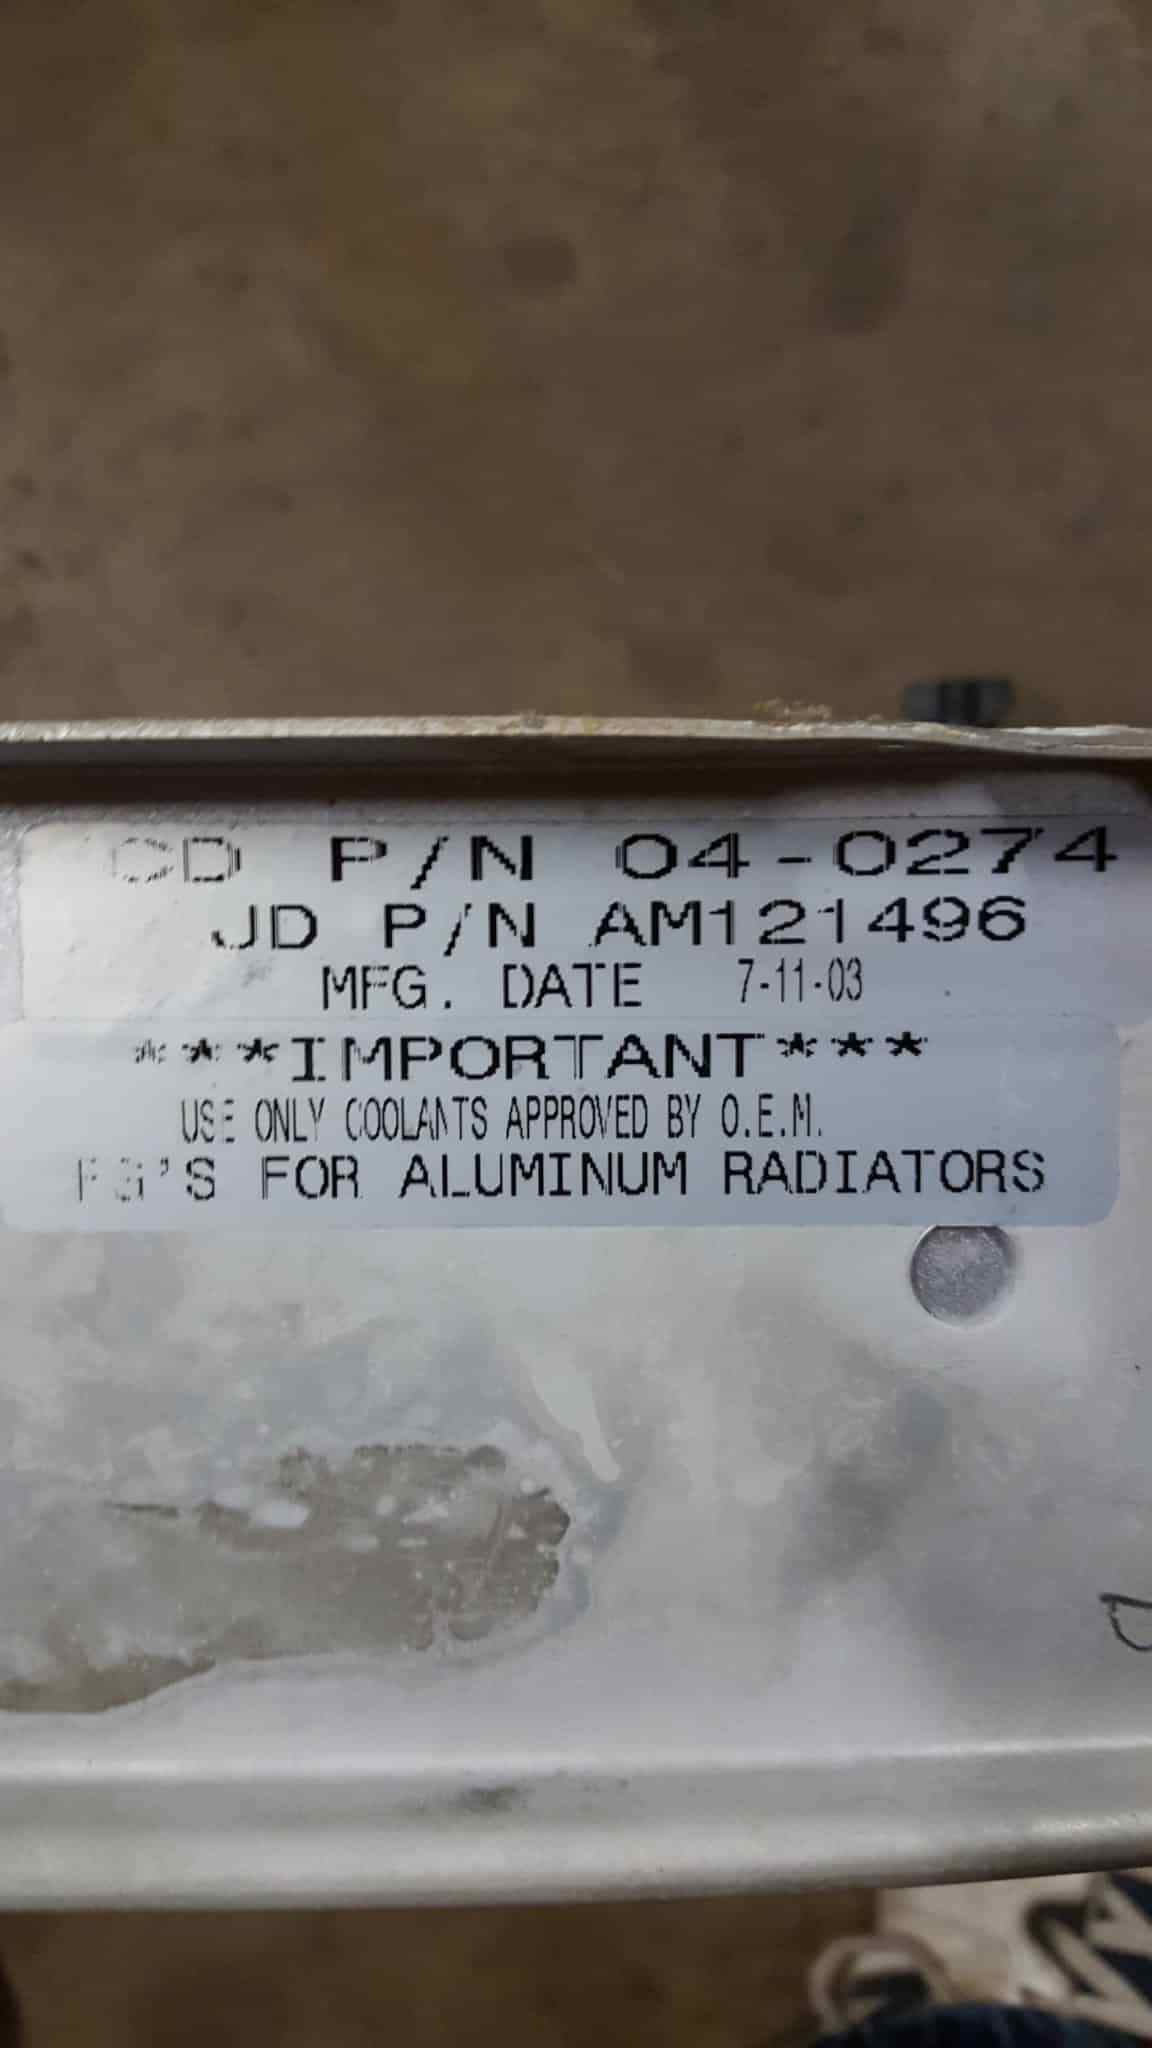 CD P/N 04-0274
JD P/N AM121496
MFG. DATE 7-11-03
***IMPORTANT***
USE ONLY COOLANTS APPROVED BY O.E.M.
FOR ALUMINUM RADIATORS